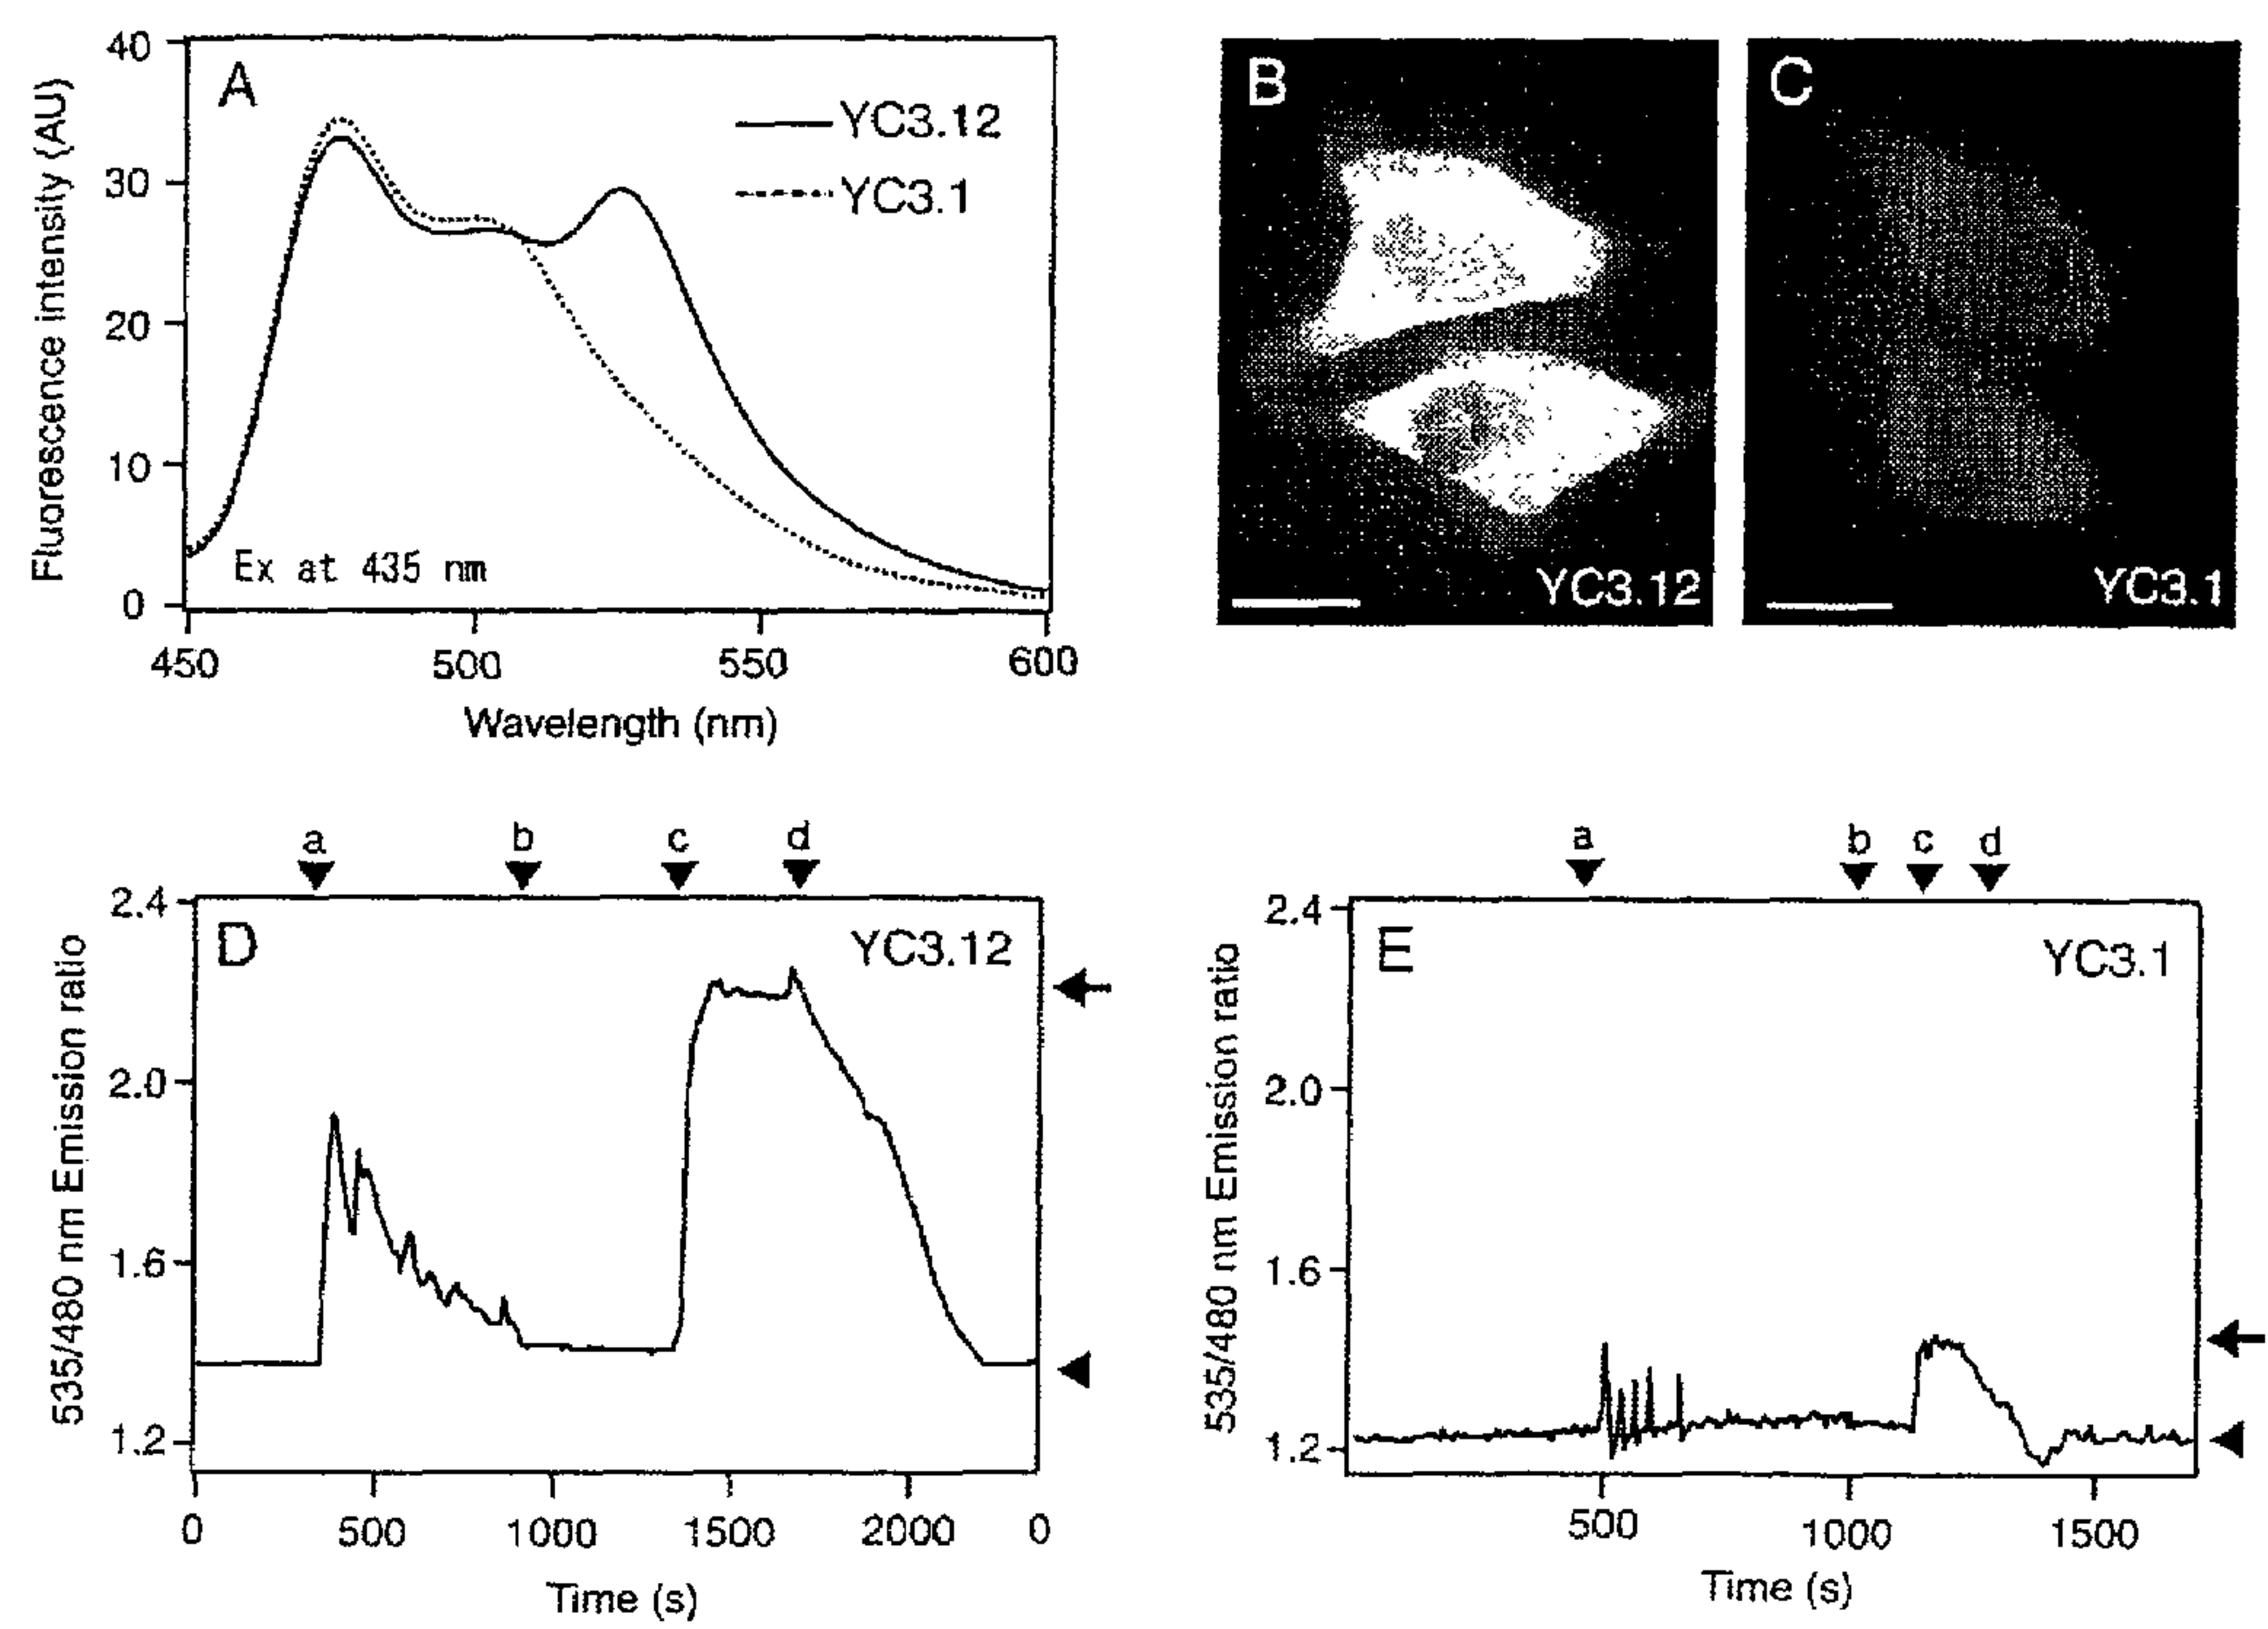 A
Fluorescence intensity (AU)
40
30
20
10
0
YC3.12
YC3.1
Ex at 435 nm
450
500
550
600
Wavelength (nm)
B
YC3.12
C
YC3.1
a
b
c
d
D
YC3.12
535/480 nm Emission ratio
2.4
2.0
1.6
1.2
0
500
1000
1500
2000
0
Time (s)
a
b
c
d
E
YC3.1
535/480 nm Emission ratio
2.4
2.0
1.6
1.2
500
1000
1500
Time (s)